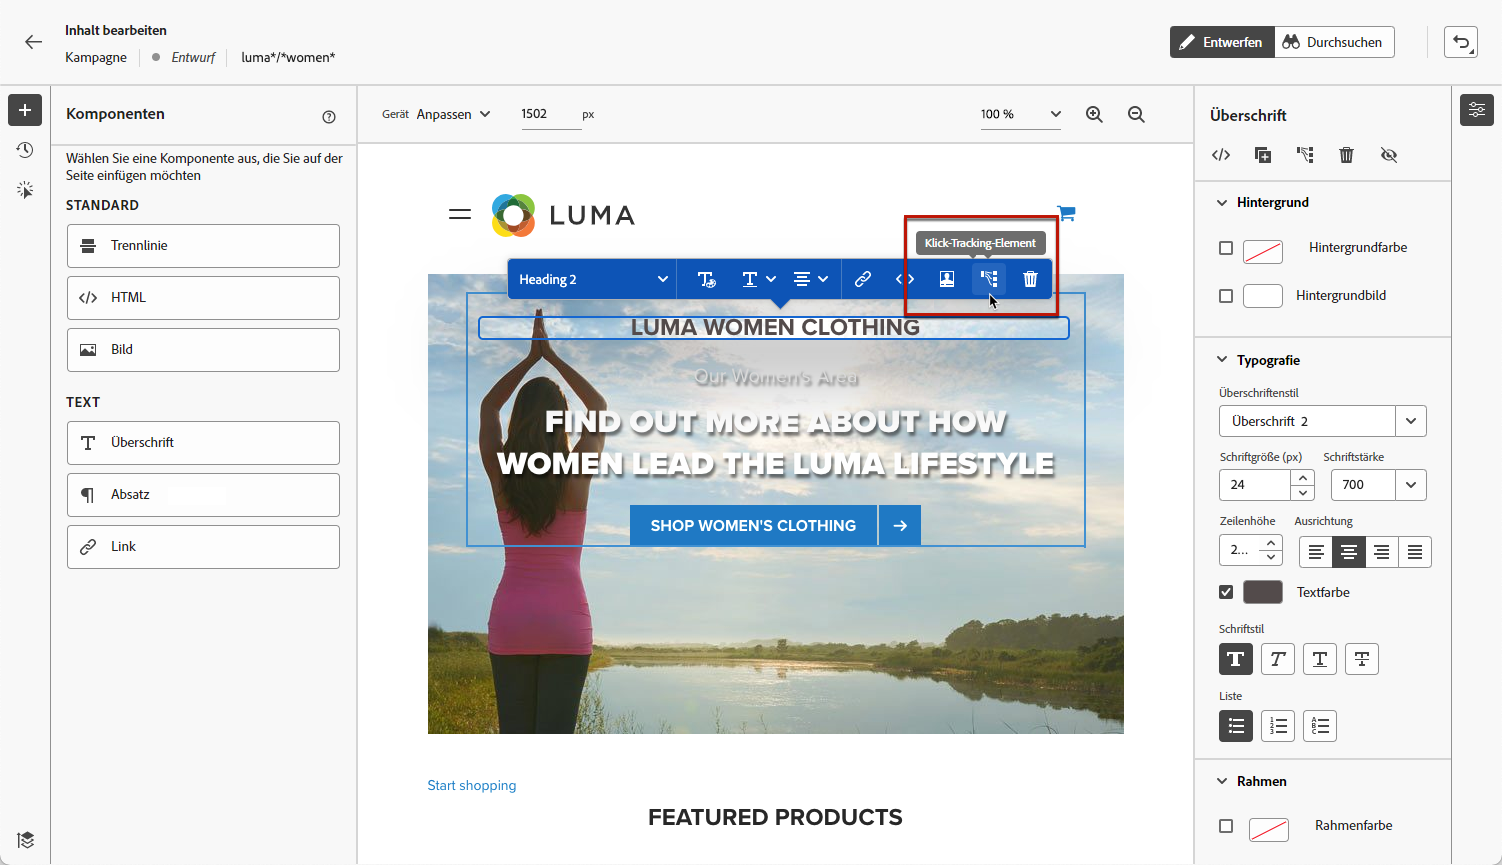 Inhalt bearbeiten
Kampagne
Entwurf
luma*/*women*
Entwerfen
Durchsuchen
Komponenten
Wählen Sie eine Komponente aus, die Sie auf der
Seite einfügen möchten
STANDARD
Trennlinie
HTML
Bild
TEXT
Überschrift
Absatz
Link
Gerät Anpassen
1502 px
100 %
LUMA
Klick-Tracking-Element
Heading 2
LUMA WOMEN CLOTHING
Our Women's Area
FIND OUT MORE ABOUT HOW
WOMEN LEAD THE LUMA LIFESTYLE
SHOP WOMEN'S CLOTHING
Start shopping
FEATURED PRODUCTS
Überschrift
Hintergrund
Hintergrundfarbe
Hintergrundbild
Typografie
Überschriftenstil
Überschrift 2
Schriftgröße (px) Schriftstärke
24 700
Zeilenhöhe Ausrichtung
2...
Textfarbe
Schriftstil
Liste
Rahmen
Rahmenfarbe